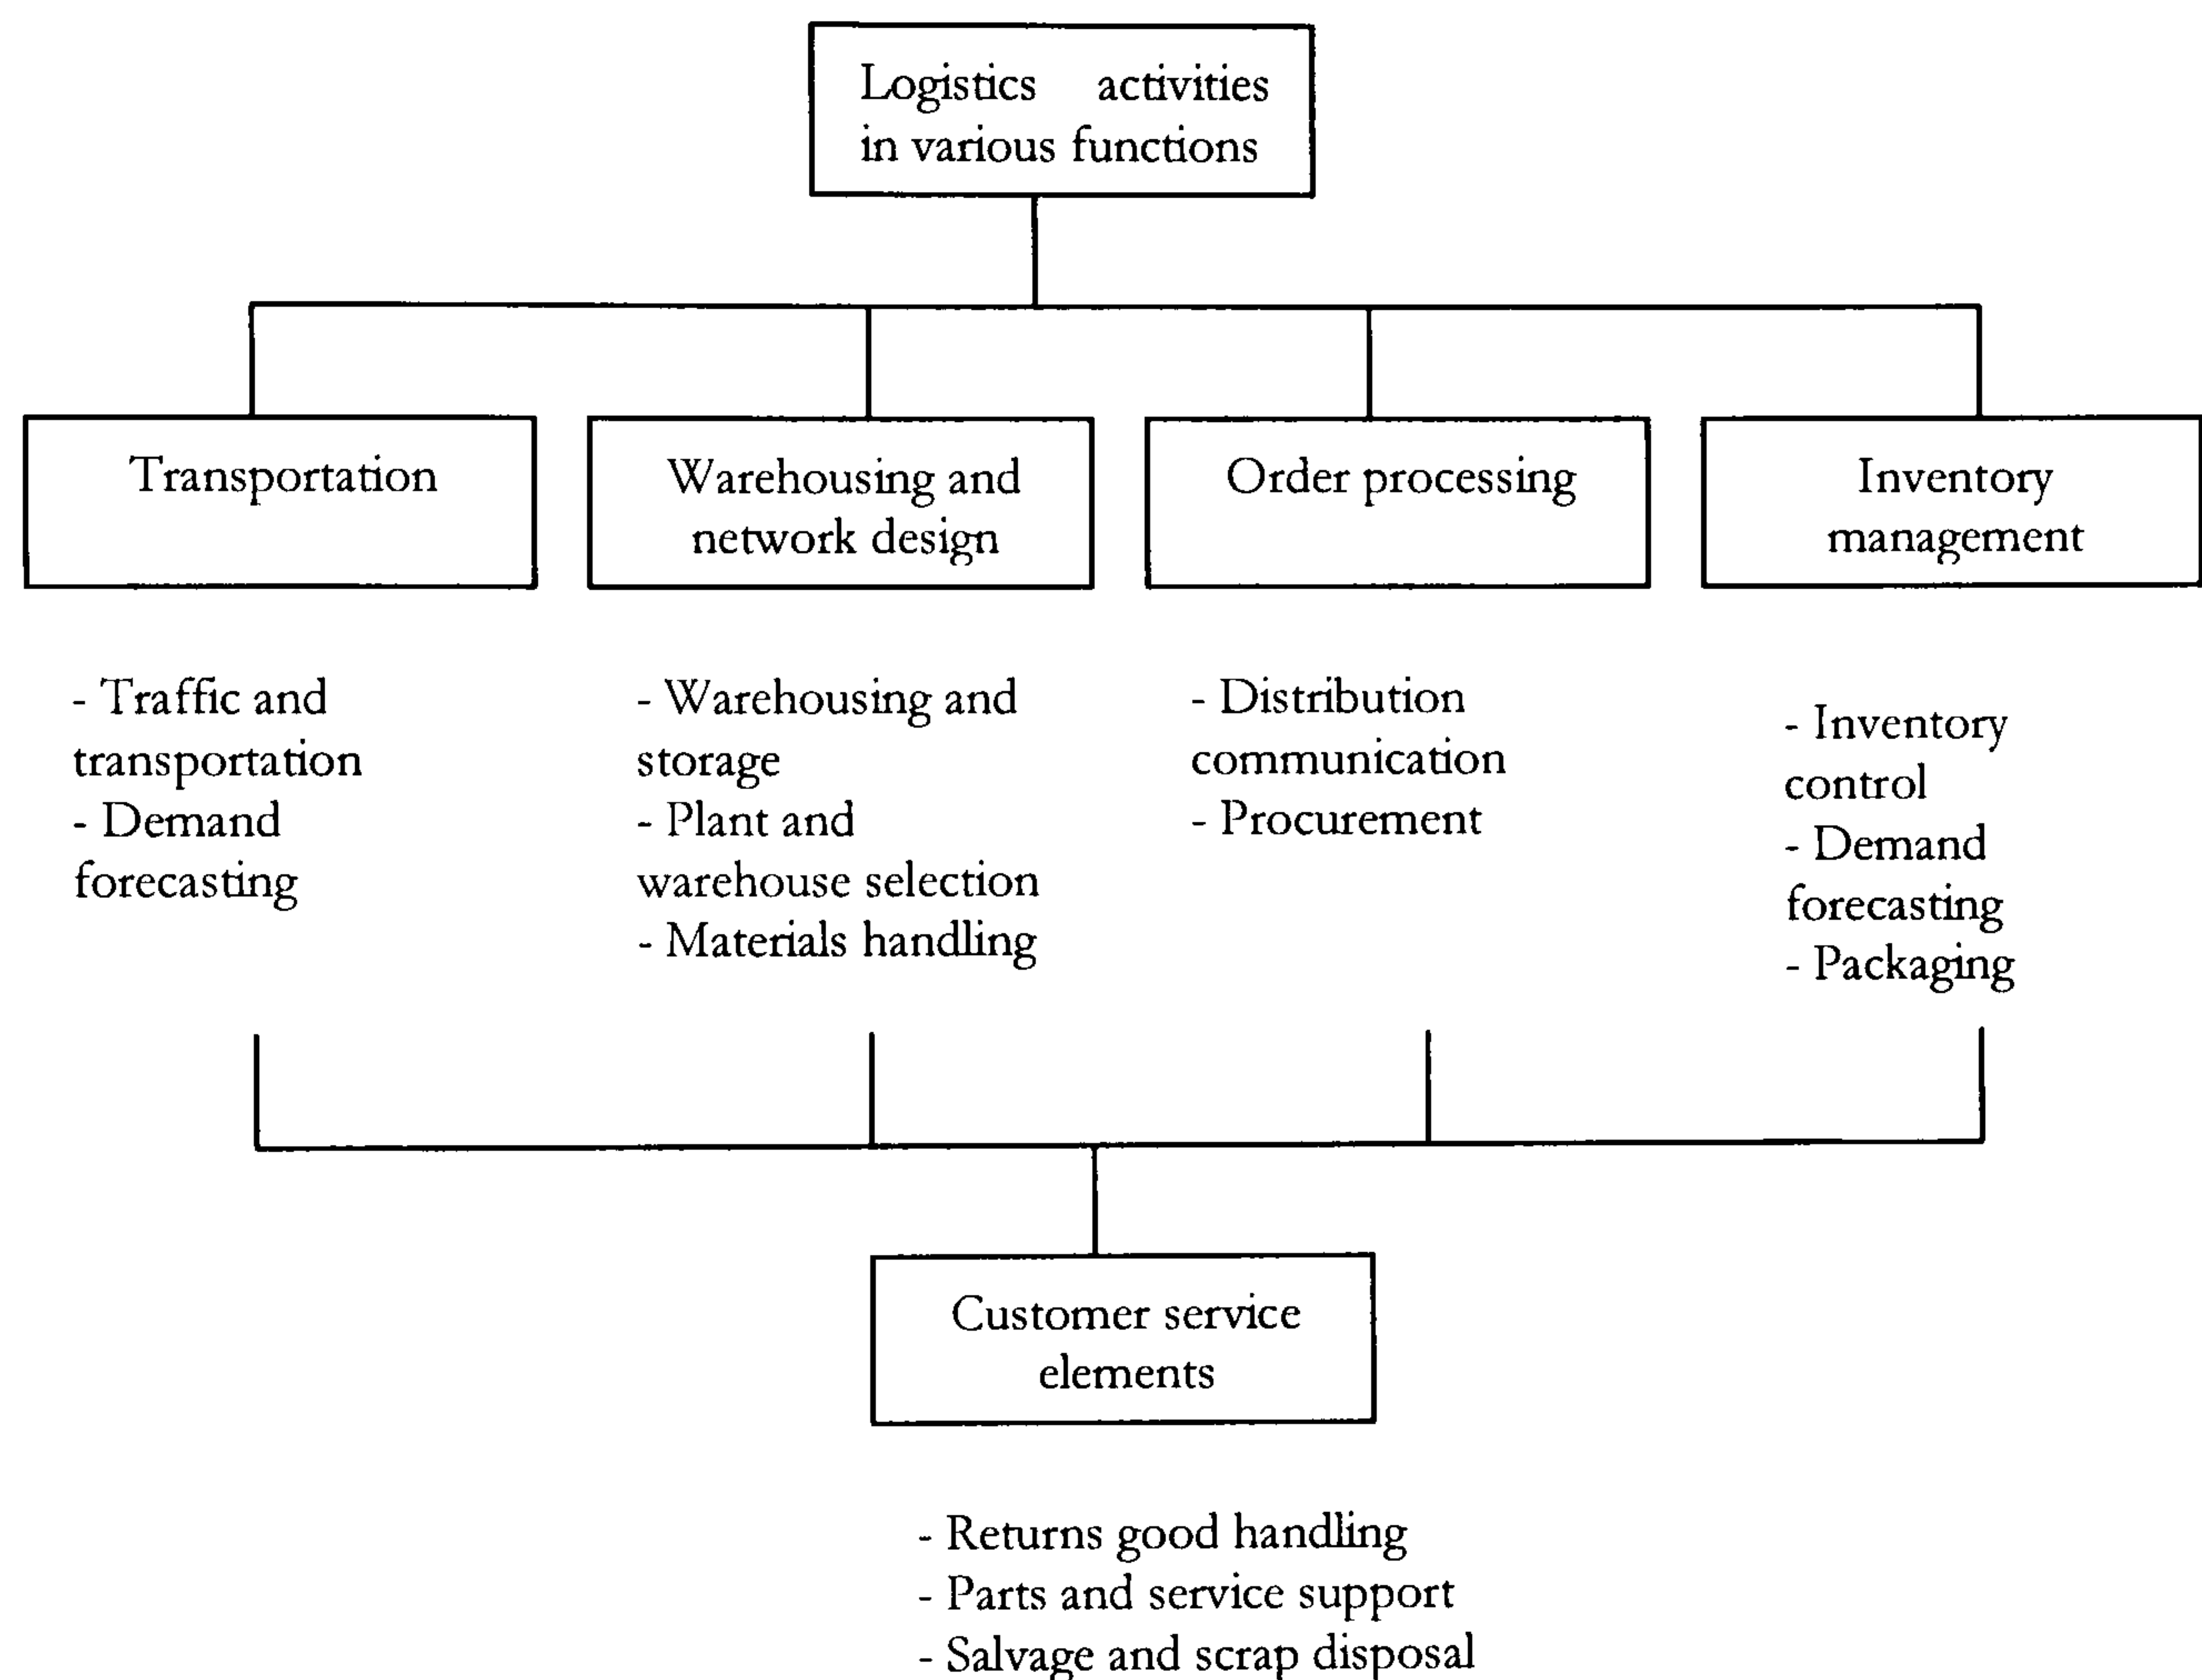 Logistics activities
in various functions
Transportation
Warehousing and
network design
Order processing
Inventory
management
- Traffic and
transportation
- Demand
forecasting
- Warehousing and
storage
- Plant and
warehouse selection
- Materials handling
- Distribution
communication
- Procurement
- Inventory
control
- Demand
forecasting
- Packaging
Customer service
elements
- Returns good handling
- Parts and service support
- Salvage and scrap disposal